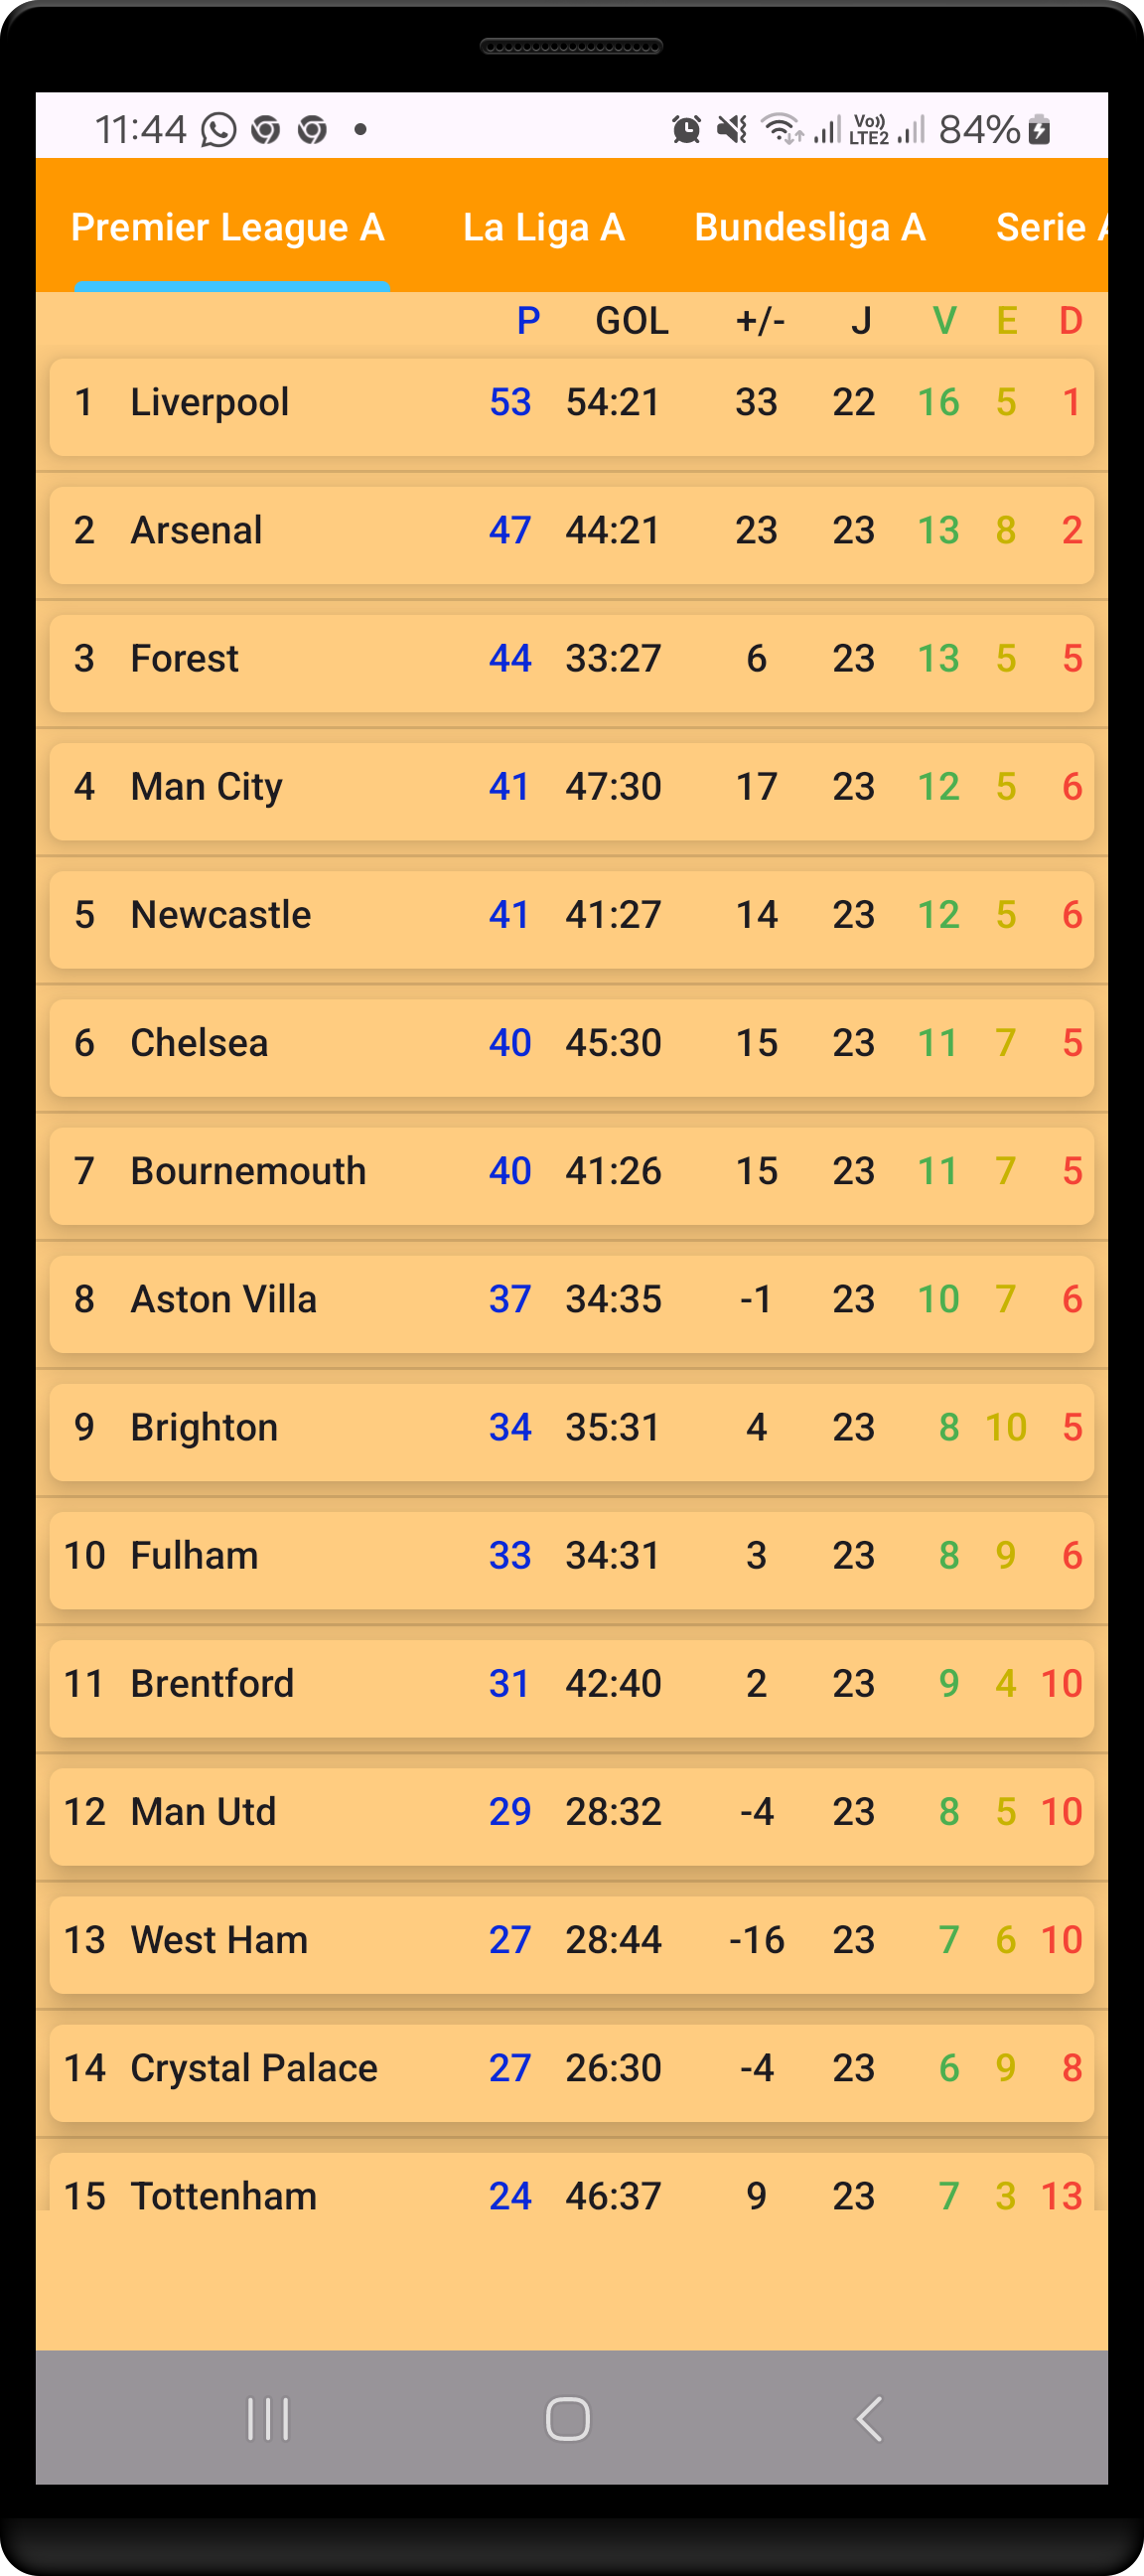 11:44 Vo)) LTE2 84%
Premier League A La Liga A Bundesliga A Serie A
P GOL +/- J V E D
1 Liverpool 53 54:21 33 22 16 5 1
2 Arsenal 47 44:21 23 23 13 8 2
3 Forest 44 33:27 6 23 13 5 5
4 Man City 41 47:30 17 23 12 5 6
5 Newcastle 41 41:27 14 23 12 5 6
6 Chelsea 40 45:30 15 23 11 7 5
7 Bournemouth 40 41:26 15 23 11 7 5
8 Aston Villa 37 34:35 -1 23 10 7 6
9 Brighton 34 35:31 4 23 8 10 5
10 Fulham 33 34:31 3 23 8 9 6
11 Brentford 31 42:40 2 23 9 4 10
12 Man Utd 29 28:32 -4 23 8 5 10
13 West Ham 27 28:44 -16 23 7 6 10
14 Crystal Palace 27 26:30 -4 23 6 9 8
15 Tottenham 24 46:37 9 23 7 3 13